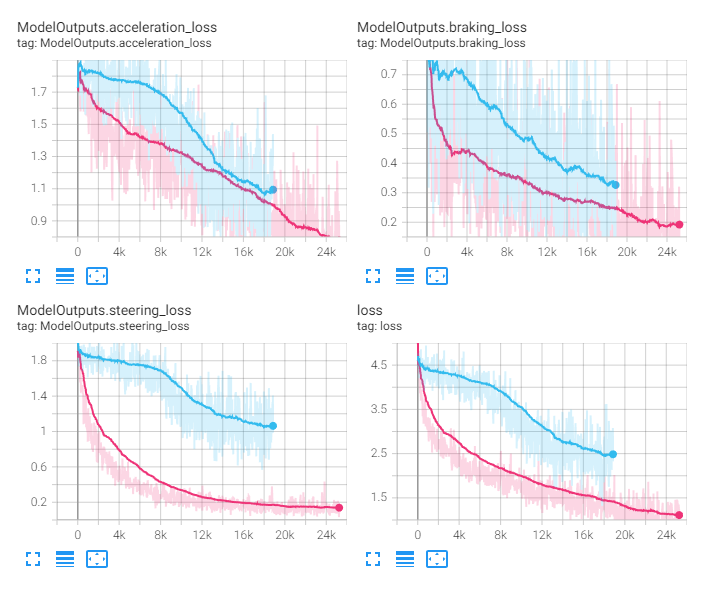 ModelOutputs.acceleration_loss
tag: ModelOutputs.acceleration_loss
1.7
1.5
1.3
1.1
0.9
0 4k 8k 12k 16k 20k 24k
ModelOutputs.braking_loss
tag: ModelOutputs.braking_loss
0.7
0.6
0.5
0.4
0.3
0.2
0 4k 8k 12k 16k 20k 24k
ModelOutputs.steering_loss
tag: ModelOutputs.steering_loss
1.8
1.4
1
0.6
0.2
0 4k 8k 12k 16k 20k 24k
loss
tag: loss
4.5
3.5
2.5
1.5
0 4k 8k 12k 16k 20k 24k